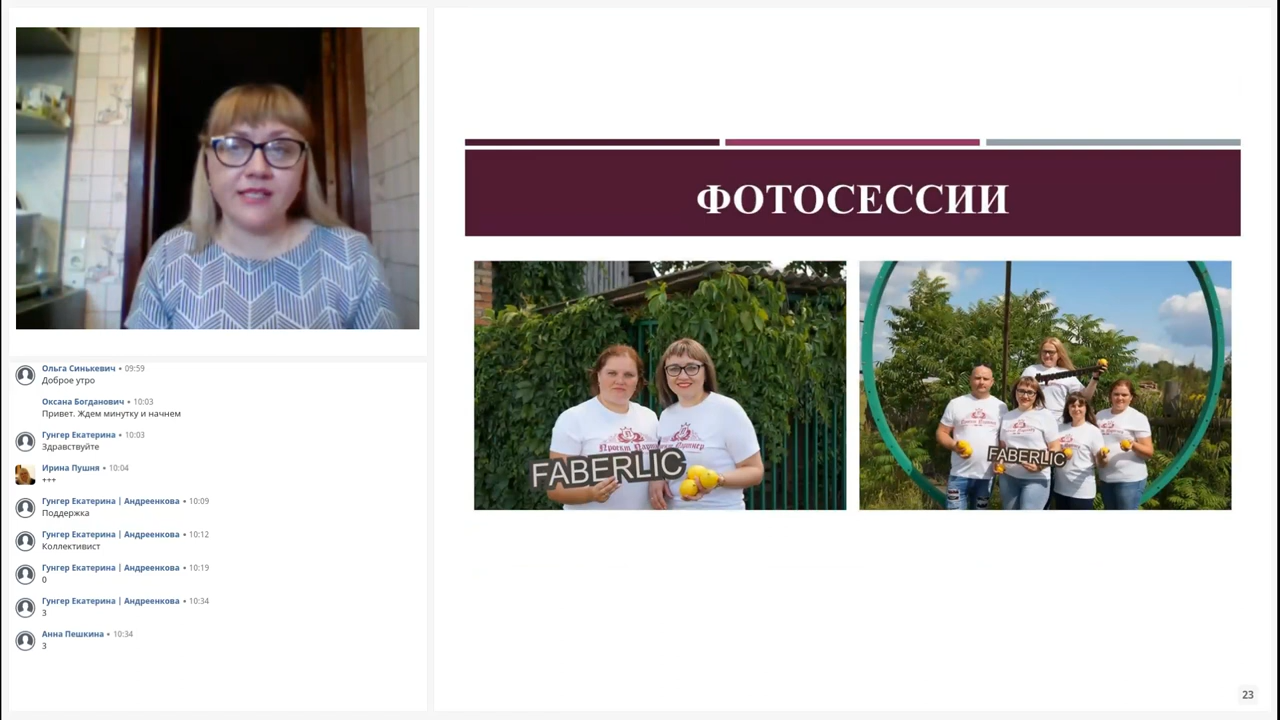 Ольга Синькевич • 09:59
Доброе утро
Оксана Богданович • 10:03
Привет. Ждем минутку и начнем
Гунгер Екатерина • 10:03
Здравствуйте
Ирина Пушня • 10:04
+++
Гунгер Екатерина | Андреенкова • 10:09
Поддержка
Гунгер Екатерина | Андреенкова • 10:12
Коллективист
Гунгер Екатерина | Андреенкова • 10:19
0
Гунгер Екатерина | Андреенкова • 10:34
3
Анна Пешкина • 10:34
3
ФОТОСЕССИИ
FABERLIC
FABERLIC
23